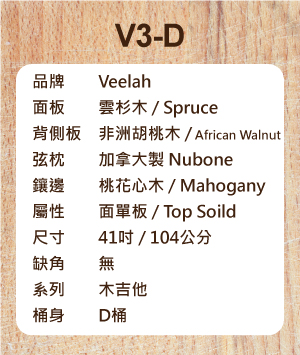 V3-D
品牌 Veelah
面板 雲杉木 / Spruce
背側板 非洲胡桃木 / African Walnut
弦枕 加拿大製 Nubone
鑲邊 桃花心木 / Mahogany
屬性 面單板 / Top Soild
尺寸 41吋 / 104公分
缺角 無
系列 木吉他
桶身 D桶